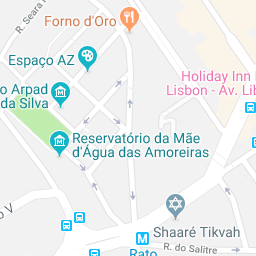 Forno d'Oro
R. Seara
Espaço AZ
o Arpad
da Silva
Holiday Inn
Lisbon - Av. Lib
Reservatório da Mãe
d'Água das Amoreiras
o V
Shaaré Tikvah
M
Rato
R. do Salitre